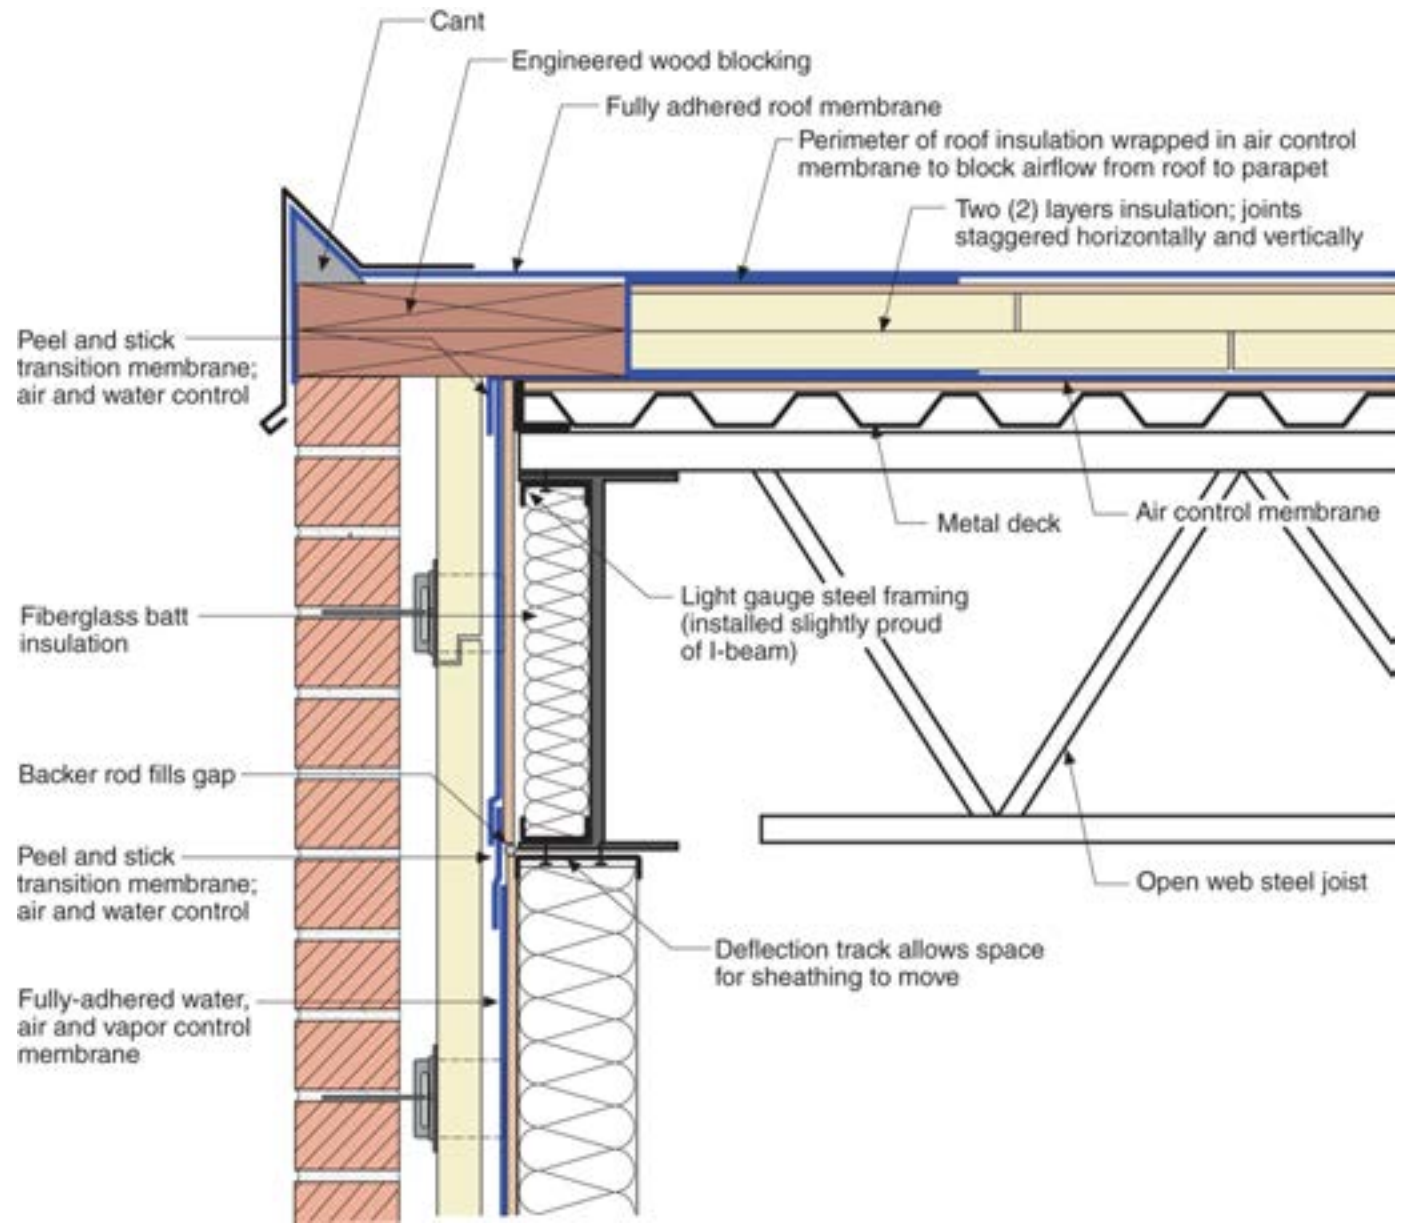 Cant
Engineered wood blocking
Fully adhered roof membrane
Perimeter of roof insulation wrapped in air control
membrane to block airflow from roof to parapet
Two (2) layers insulation; joints
staggered horizontally and vertically
Peel and stick
transition membrane;
air and water control
Metal deck
Air control membrane
Light gauge steel framing
(installed slightly proud
of I-beam)
Fiberglass batt
insulation
Backer rod fills gap
Peel and stick
transition membrane;
air and water control
Open web steel joist
Deflection track allows space
for sheathing to move
Fully-adhered water,
air and vapor control
membrane